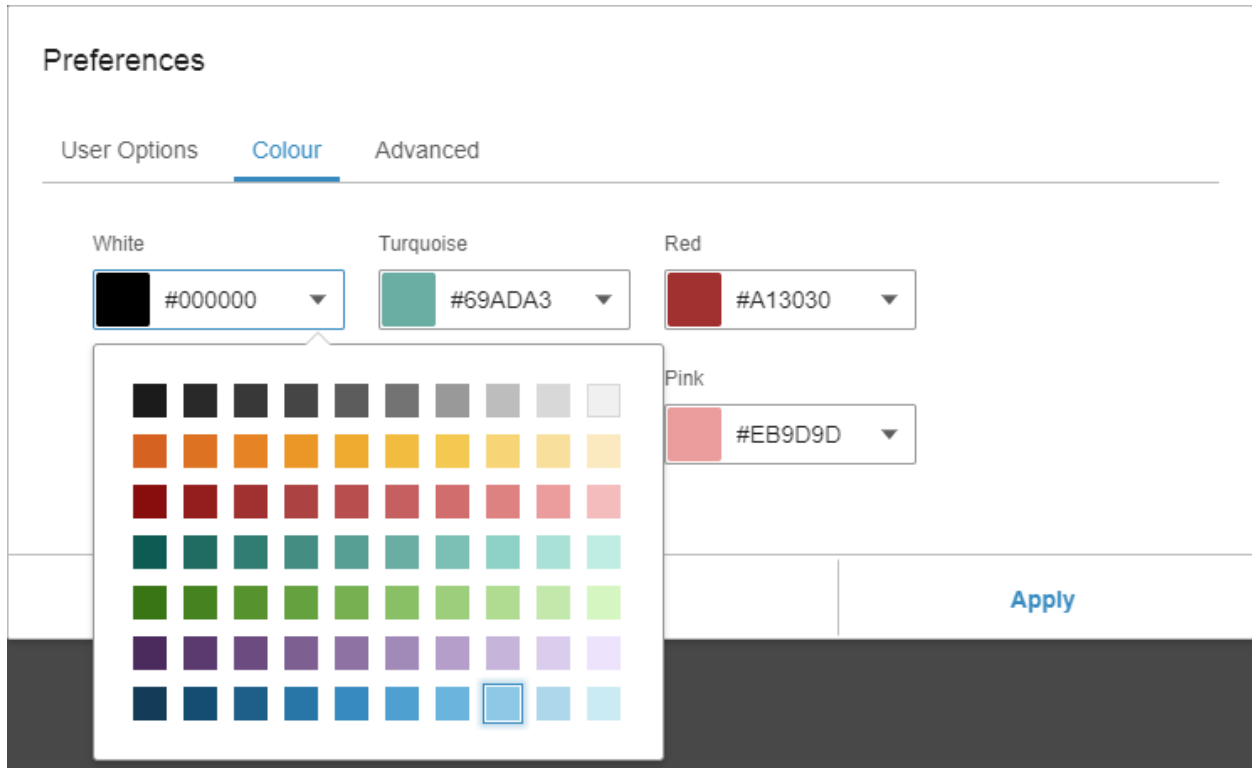 Preferences
User Options Colour Advanced
White Turquoise Red
#000000 #69ADA3 #A13030
Pink
#EB9D9D
Apply